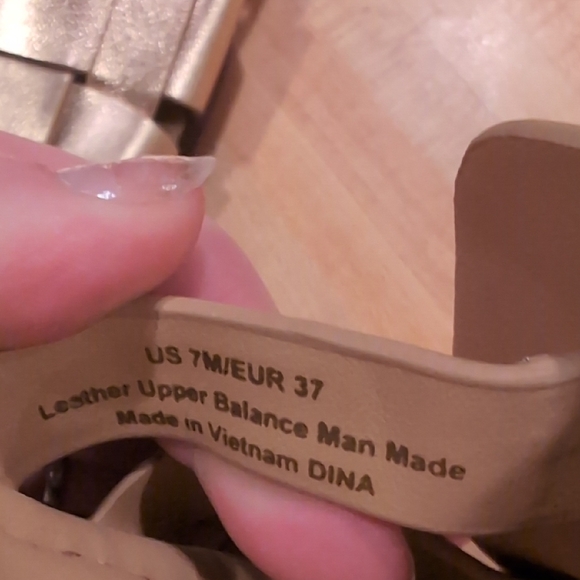 US 7M/EUR 37
Leather Upper Balance Man Made
Made in Vietnam DINA